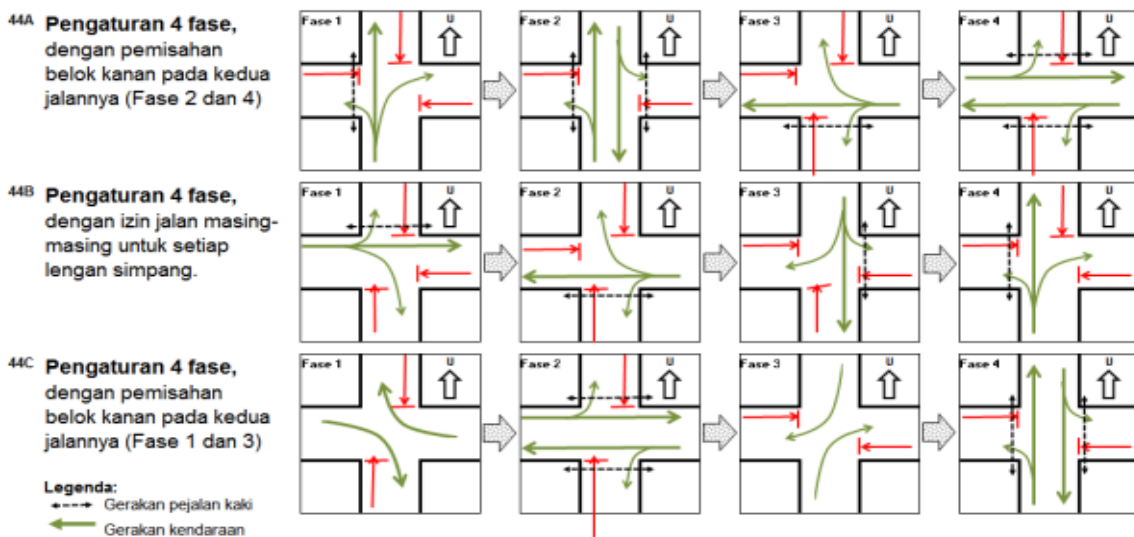 44A Pengaturan 4 fase,
dengan pemisahan
belok kanan pada kedua
jalannya (Fase 2 dan 4)
Fase 1
U
Fase 2
U
Fase 3
U
Fase 4
U
44B Pengaturan 4 fase,
dengan izin jalan masing-
masing untuk setiap
lengan simpang.
Fase 1
U
Fase 2
U
Fase 3
U
Fase 4
U
44C Pengaturan 4 fase,
dengan pemisahan
belok kanan pada kedua
jalannya (Fase 1 dan 3)
Fase 1
U
Fase 2
U
Fase 3
U
Fase 4
U
Legenda:
Gerakan pejalan kaki
Gerakan kendaraan